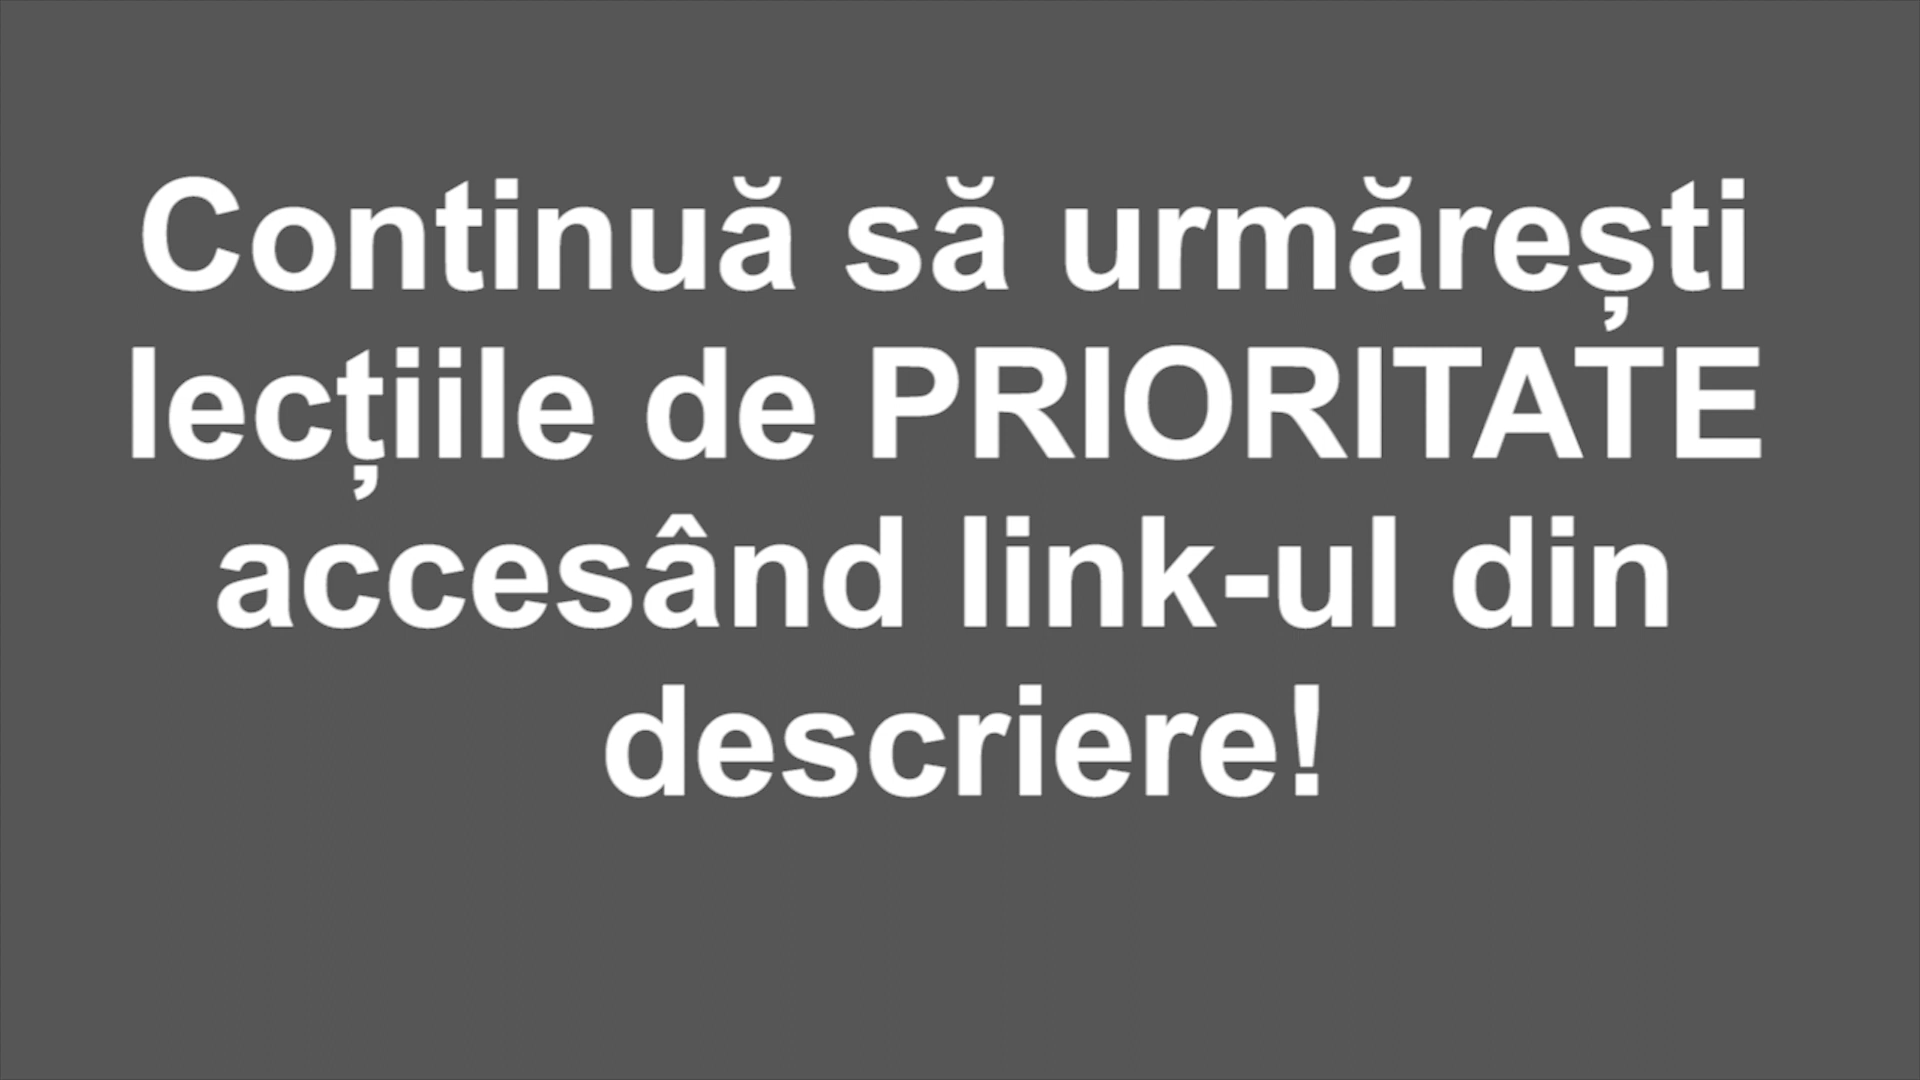 Continuă să urmărești
lecțiile de PRIORITATE
accesând link-ul din
descriere!